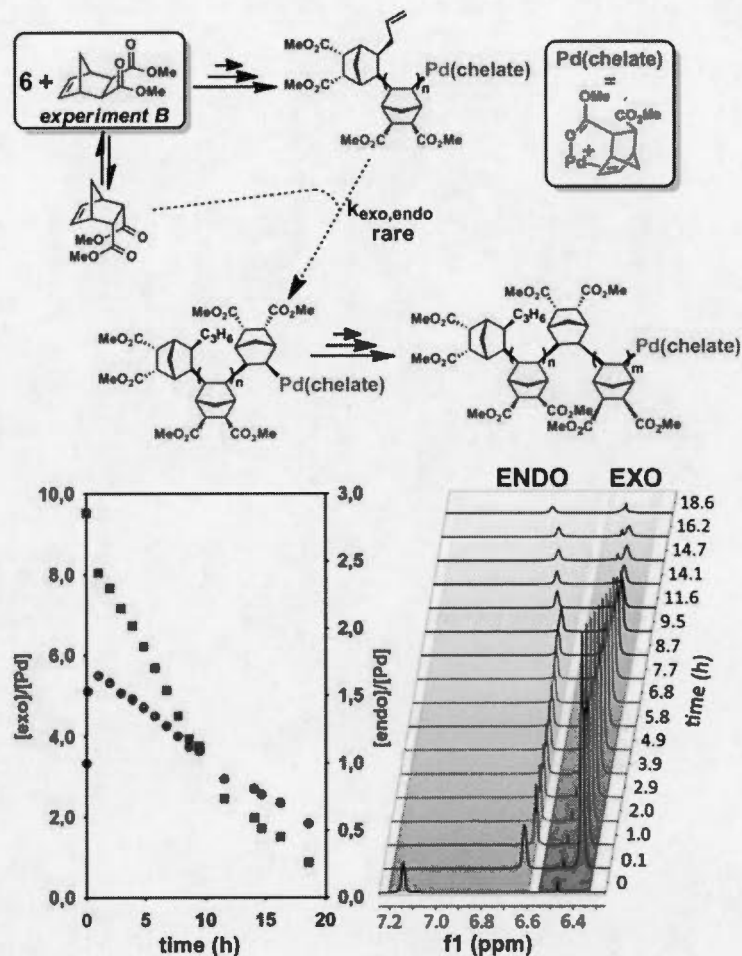 6 +
O
OMe
OMe
O
experiment B
MeO₂C
MeO₂C
Pd(chelate)
n
MeO₂C
CO₂Me
Pd(chelate)
=
OMe
CO₂Me
O
Pd
+
MeO
O
MeO₂C
O
k exo,endo
rare
MeO₂C
CO₂Me
MeO₂C
C₃H₆
MeO₂C
n
Pd(chelate)
MeO₂C
CO₂Me
MeO₂C
CO₂Me
MeO₂C
C₃H₆
Pd(chelate)
MeO₂C
n
m
MeO₂C
CO₂Me
MeO₂C
CO₂Me
ENDO EXO
10,0
8,0
6,0
4,0
2,0
0,0
[exo]/[Pd]
3,0
2,5
2,0
1,5
1,0
0,5
0,0
[endo]/[Pd]
0 5 10 15 20
time (h)
18.6
16.2
14.7
14.1
11.6
9.5
8.7
7.7
6.8
5.8
4.9
3.9
2.9
2.0
1.0
0.1
0
time (h)
7.2 7.0 6.8 6.6 6.4
f1 (ppm)